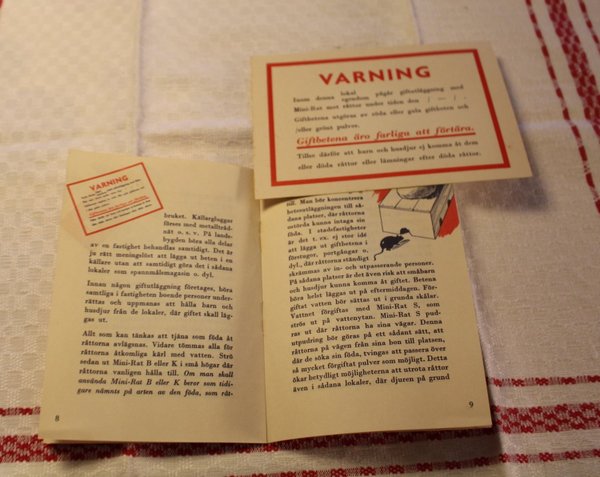 VARNING
lokal
Inom denna egendom pågår giftutläggning med
Mini-Rat mot råttor under tiden den / — / .
Giftbetena utgöras av röda eller gula giftbeten och
/eller grönt pulver.
Giftbetena äro farliga att förtära.
Tillse därför att barn och husdjur ej komma åt dem
eller döda råttor eller lämningar efter döda råttor.
VARNING
bruket. Källargluggar
förses med metalltråd-
nät o. s. v. På lands-
bygden böra alla delar
av en fastighet behandlas samtidigt. Det är
ju rätt meningslöst att lägga ut beten i en
källare utan att samtidigt göra det i sådana
lokaler som spannmålsmagasin o. dyl.
Innan någon giftutläggning företages, böra
samtliga i fastigheten boende personer under-
rättas och uppmanas att hålla barn och
husdjur från de lokaler, där giftet skall läg-
gas ut.
Allt som kan tänkas att tjäna som föda åt
råttorna avlägsnas. Vidare tömmas alla för
råttorna åtkomliga kärl med vatten. Strö
sedan ut Mini-Rat B eller K i små högar där
råttorna vanligen hålla till. Om man skall
använda Mini-Rat B eller K beror som tidi-
gare nämnts på arten av den föda, som råt-
8
till. Man bör koncentrera
betesutläggningen till så-
dana platser, där råttorna
ostörda kunna intaga sin
föda. I stadsfastigheter
är det t. ex. ej stor idé
att lägga ut giftbetena i
förstugor, portgångar o.
dyl., där råttorna ständigt
skrämmas av in- och utpasserande personer.
På sådana platser är det även risk att småbarn
och husdjur kunna komma åt giftet. Betena
böra helst läggas ut på eftermiddagen. För-
giftat vatten bör sättas ut i grunda skålar.
Vattnet förgiftas med Mini-Rat S, som
strös ut på vattenytan. Mini-Rat S pud-
ras ut där råttorna ha sina vägar. Denna
utpudring bör göras på ett sådant sätt, att
råttorna på vägen från sina bon till platsen,
där de söka sin föda, tvingas att passera över
så mycket förgiftat pulver som möjligt. Detta
ökar betydligt möjligheterna att utrota råttor
även i sådana lokaler, där djuren på grund
9